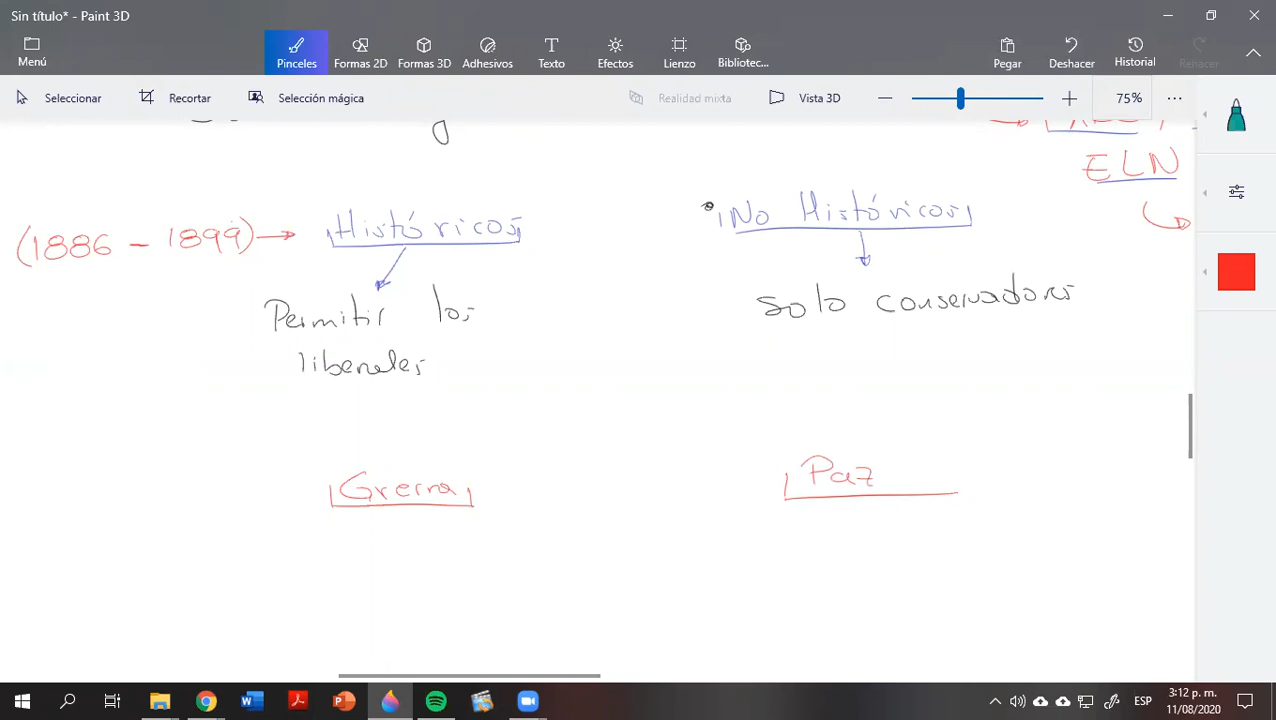 Sin título* - Paint 3D
Menú
Pinceles
Formas 2D
Formas 3D
Adhesivos
Texto
Efectos
Lienzo
Bibliotec...
Pegar
Deshacer
Historial
Rehacer
Seleccionar
Recortar
Selección mágica
Realidad mixta
Vista 3D
75%
ELN
(1886 - 1899) → Históricos
No Históricos
Permitir los
liberales
Solo conservadores
Guerra
Paz
ESP
3:12 p. m.
11/08/2020